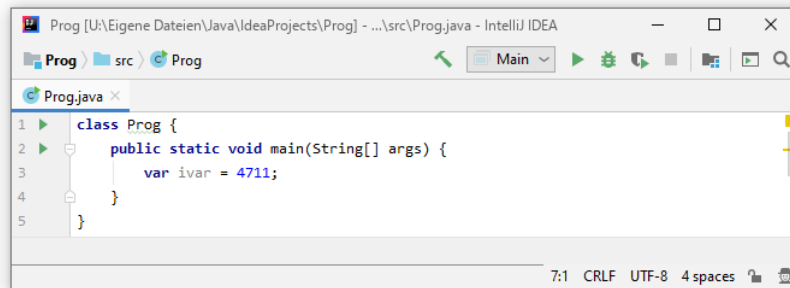 Prog [U:\Eigene Dateien\Java\IdeaProjects\Prog] - ...\src\Prog.java - IntelliJ IDEA
Prog src Prog Main
Prog.java
1 class Prog {
2 public static void main(String[] args) {
3 var ivar = 4711;
4 }
5 }
7:1 CRLF UTF-8 4 spaces